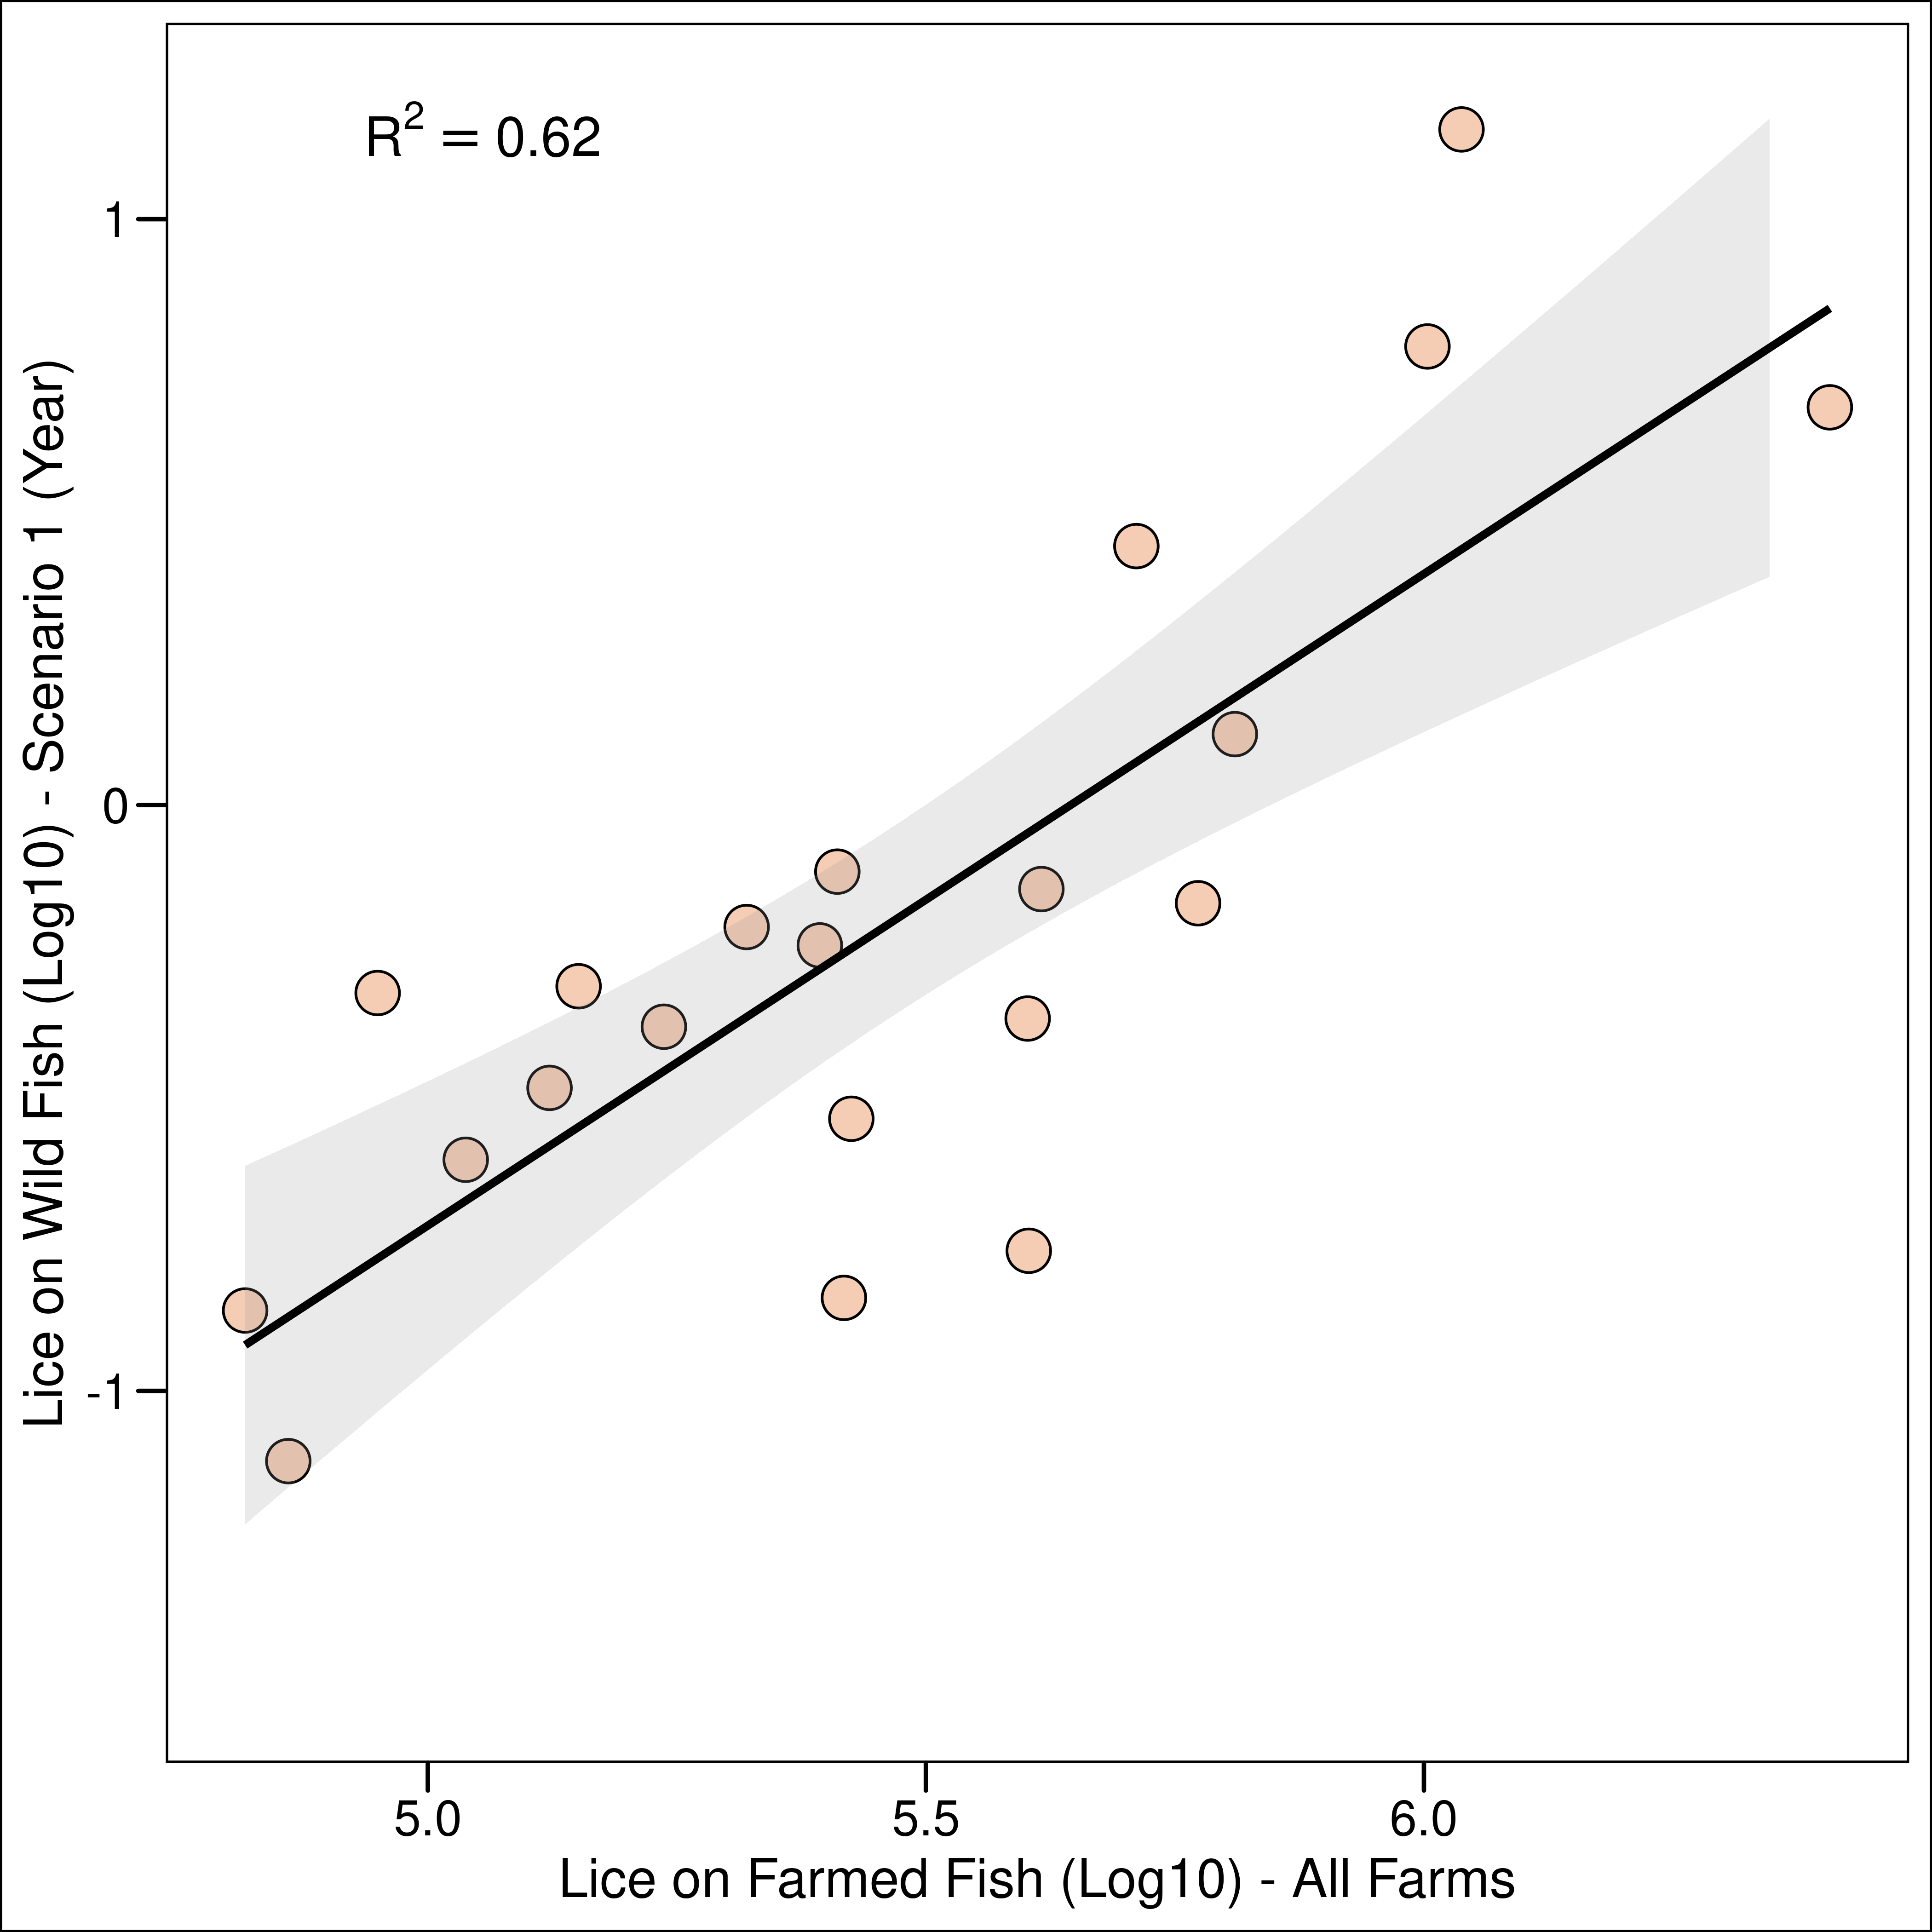 R² = 0.62
1
0
-1
Lice on Wild Fish (Log10) - Scenario 1 (Year)
5.0 5.5 6.0
Lice on Farmed Fish (Log10) - All Farms